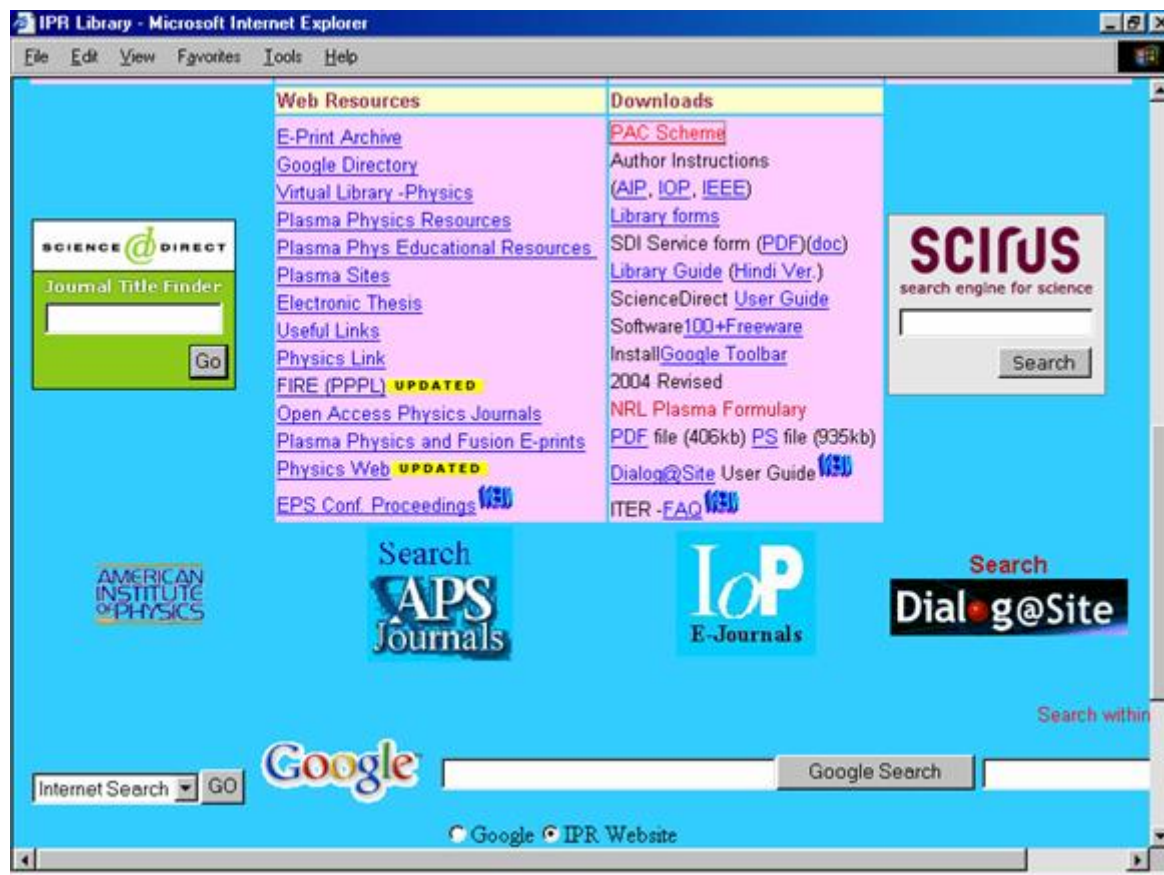 IPR Library - Microsoft Internet Explorer
File Edit View Favorites Tools Help
Web Resources
E-Print Archive
Google Directory
Virtual Library -Physics
Plasma Physics Resources
Plasma Phys Educational Resources
Plasma Sites
Electronic Thesis
Useful Links
Physics Link
FIRE (PPPL) UPDATED
Open Access Physics Journals
Plasma Physics and Fusion E-prints
Physics Web UPDATED
EPS Conf. Proceedings
Downloads
PAC Scheme
Author Instructions
(AIP, IOP, IEEE)
Library forms
SDI Service form (PDF)(doc)
Library Guide (Hindi Ver.)
ScienceDirect User Guide
Software100+Freeware
InstallGoogle Toolbar
2004 Revised
NRL Plasma Formulary
PDF file (406kb) PS file (935kb)
Dialog@Site User Guide
ITER -FAQ
SCIENCE d DIRECT
Journal Title Finder
Go
SCIRUS
search engine for science
Search
AMERICAN
INSTITUTE
OF PHYSICS
Search
APS
Journals
IoP
E-Journals
Search
Dialog@Site
Search within
Internet Search GO
Google
Google Search
Google IPR Website